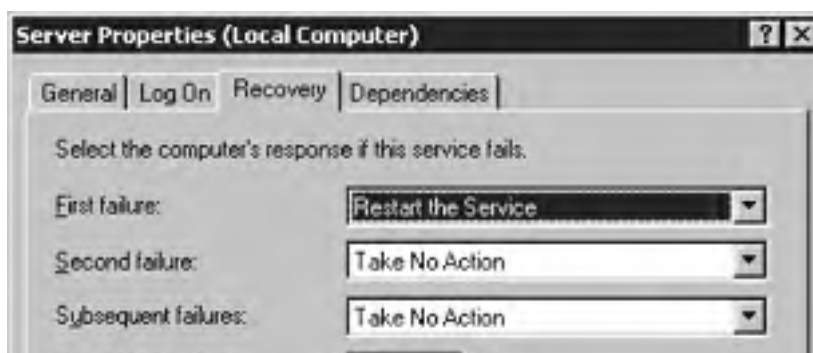 Server Properties (Local Computer) ? X
General Log On Recovery Dependencies
Select the computer's response if this service fails.
First failure: Restart the Service
Second failure: Take No Action
Subsequent failures: Take No Action